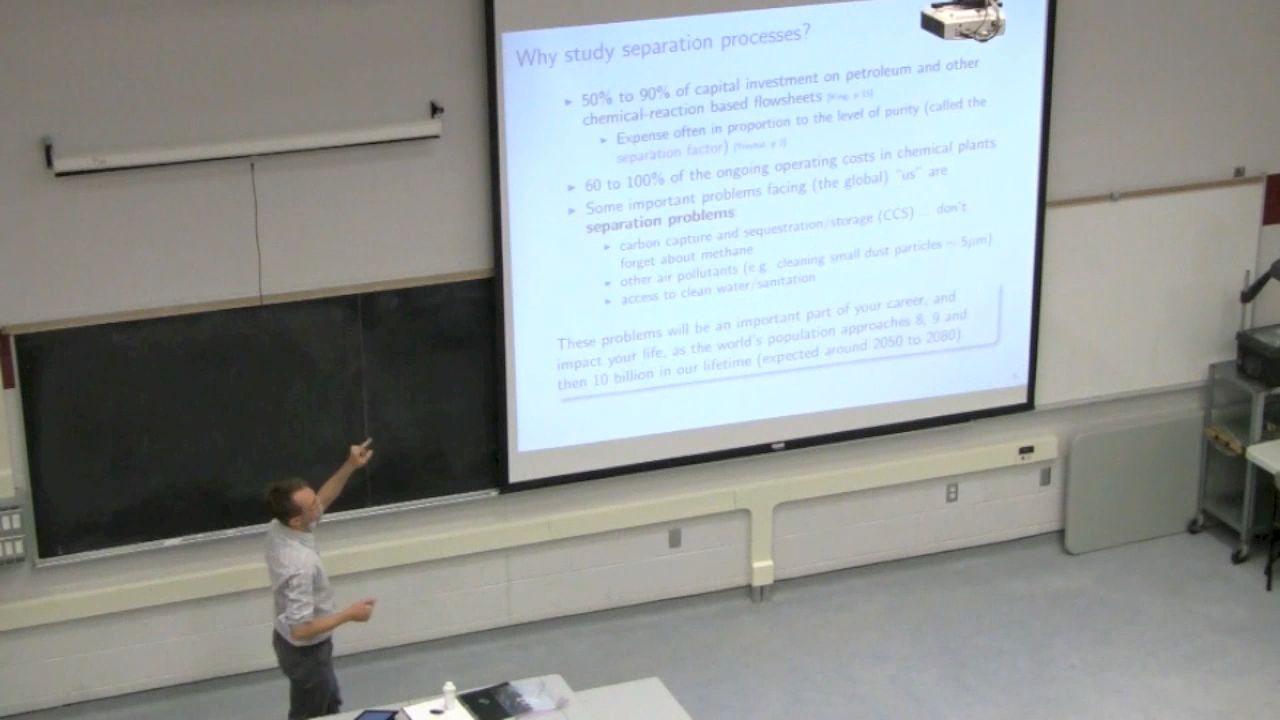 Why study separation processes?
▸ 50% to 90% of capital investment on petroleum and other
chemical-reaction based flowsheets [King, p 15]
▸ Expense often in proportion to the level of purity (called the
separation factor)
▸ 60 to 100% of the ongoing operating costs in chemical plants
▸ Some important problems facing (the global) "us" are
separation problems
▸ carbon capture and sequestration/storage (CCS) ... don't
forget about methane
▸ other air pollutants (e.g. cleaning small dust particles ~ 5μm)
▸ access to clean water/sanitation
These problems will be an important part of your career, and
impact your life, as the world's population approaches 8, 9 and
then 10 billion in our lifetime (expected around 2050 to 2080).